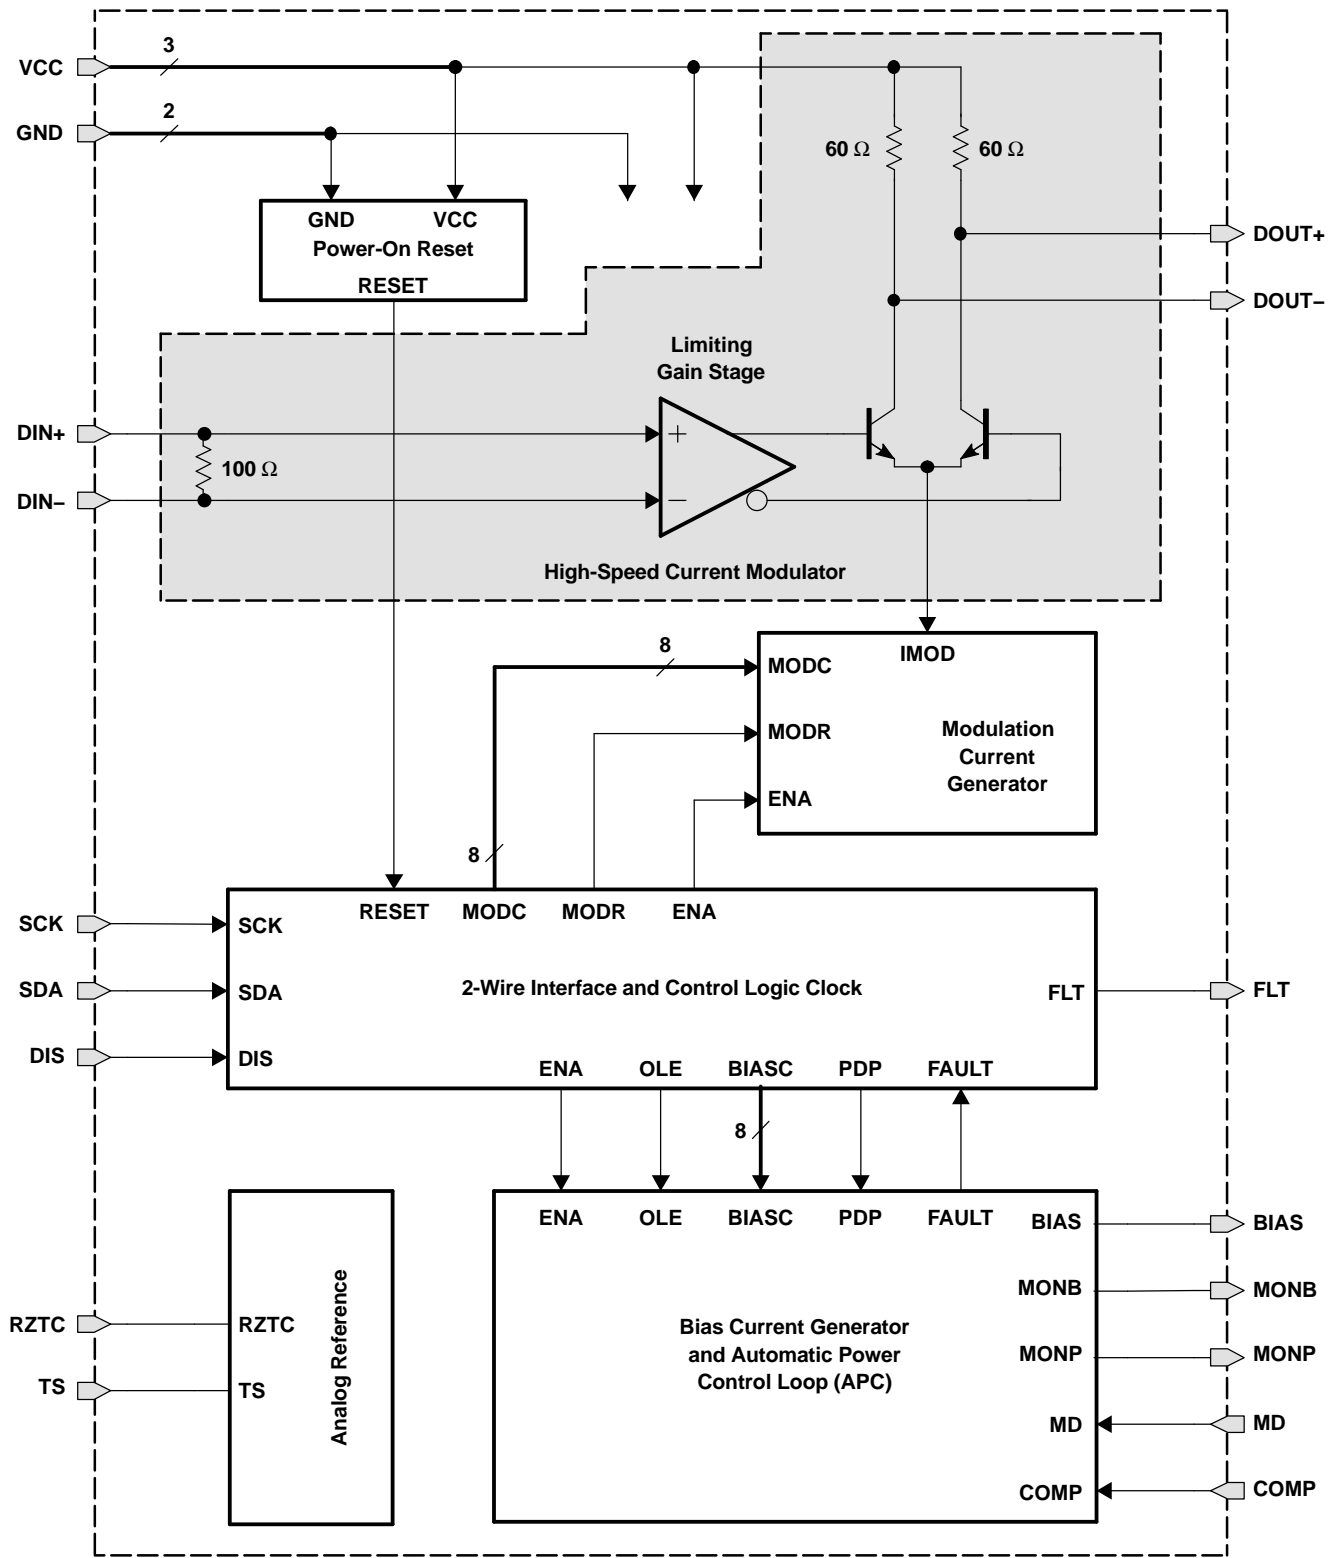 VCC
3
GND
2
60 Ω
60 Ω
GND VCC
Power-On Reset
RESET
DOUT+
DOUT–
Limiting
Gain Stage
DIN+
+
100 Ω
DIN–
–
High-Speed Current Modulator
8
IMOD
MODC
MODR
Modulation
Current
Generator
ENA
8
RESET MODC MODR ENA
SCK
SCK
SDA
SDA
2-Wire Interface and Control Logic Clock
FLT
FLT
DIS
DIS
ENA OLE BIASC PDP FAULT
8
ENA OLE BIASC PDP FAULT
BIAS
BIAS
MONB
MONB
RZTC
RZTC
Analog Reference
Bias Current Generator
and Automatic Power
Control Loop (APC)
MONP
MONP
TS
TS
MD
MD
COMP
COMP